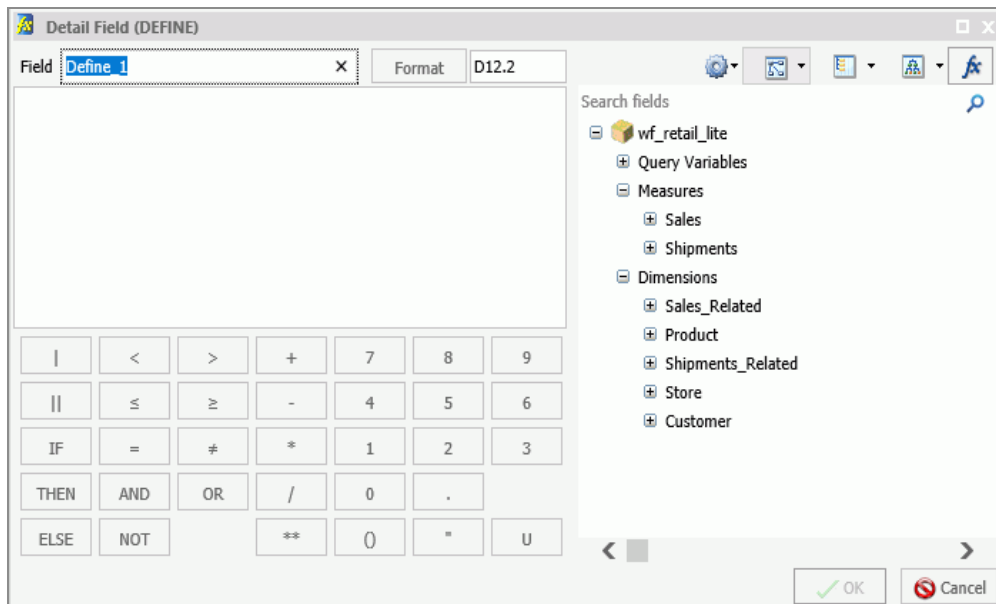 Detail Field (DEFINE)
Field Define_1 × Format D12.2 fx
Search fields
wf_retail_lite
Query Variables
Measures
Sales
Shipments
Dimensions
Sales_Related
Product
Shipments_Related
Store
Customer
| < > + 7 8 9
|| ≤ ≥ - 4 5 6
IF = ≠ * 1 2 3
THEN AND OR / 0 .
ELSE NOT ** () " U
OK Cancel